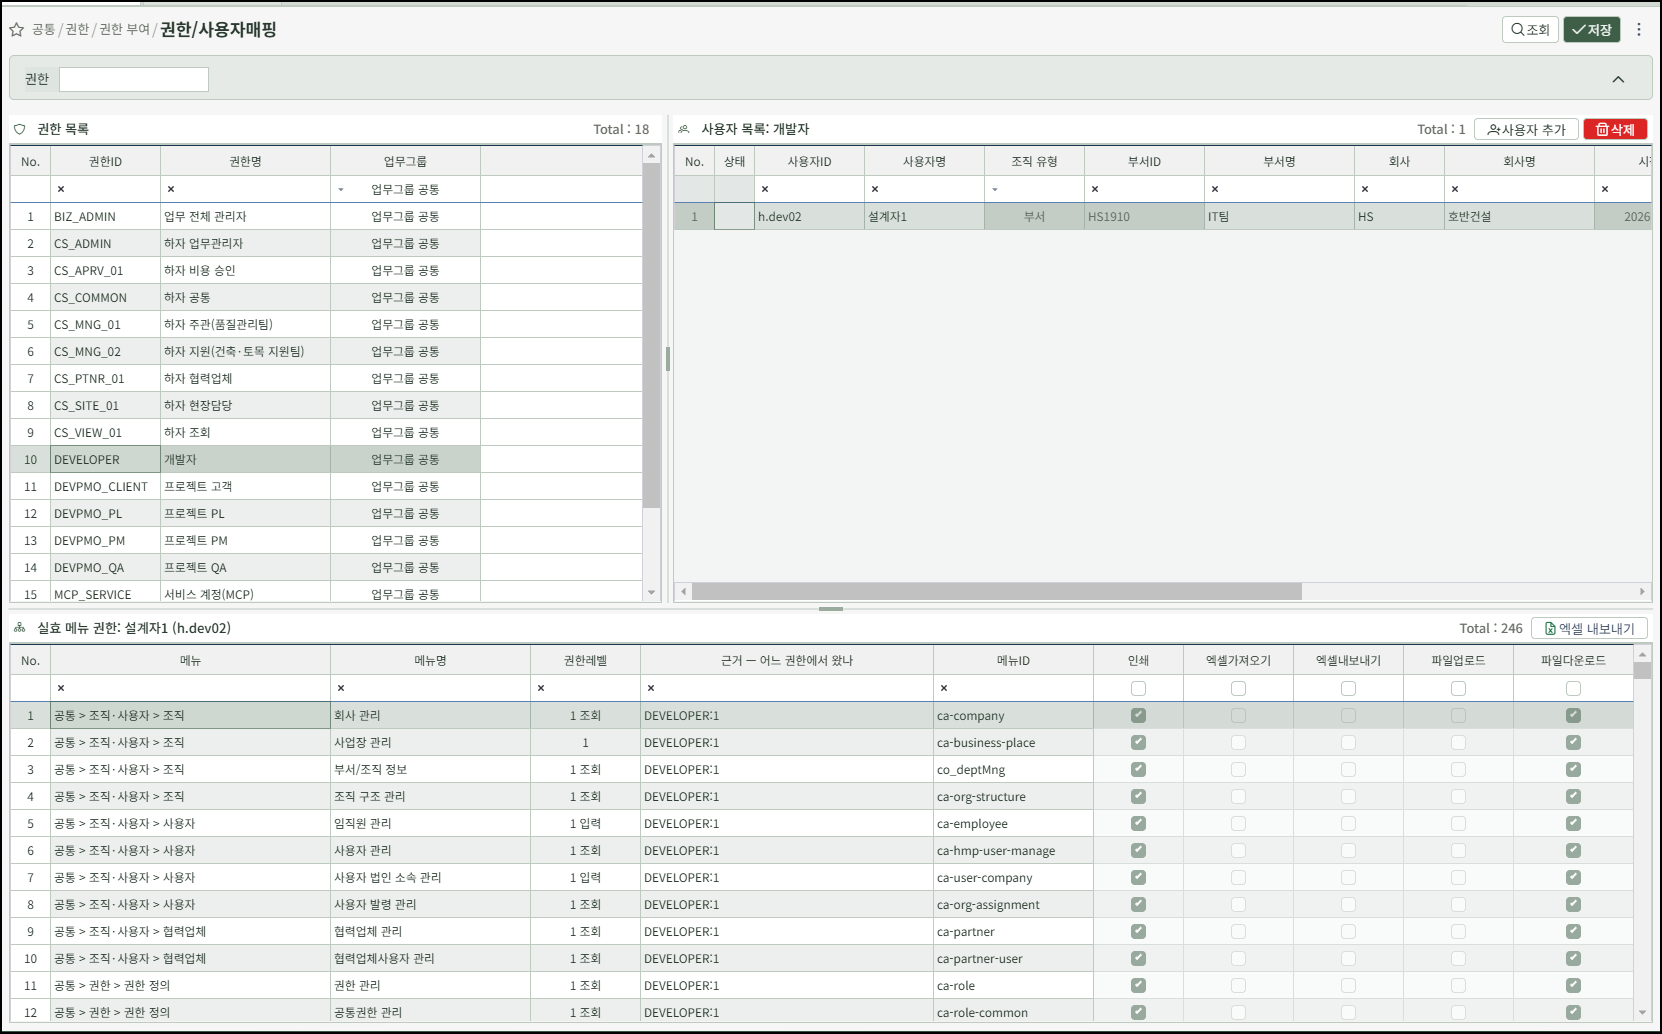 공통 / 권한 / 권한 부여 / 권한/사용자매핑
조회 저장
권한
권한 목록 Total : 18
No. 권한ID 권한명 업무그룹
× × 업무그룹 공통
1 BIZ_ADMIN 업무 전체 관리자 업무그룹 공통
2 CS_ADMIN 하자 업무관리자 업무그룹 공통
3 CS_APRV_01 하자 비용 승인 업무그룹 공통
4 CS_COMMON 하자 공통 업무그룹 공통
5 CS_MNG_01 하자 주관(품질관리팀) 업무그룹 공통
6 CS_MNG_02 하자 지원(건축·토목 지원팀) 업무그룹 공통
7 CS_PTNR_01 하자 협력업체 업무그룹 공통
8 CS_SITE_01 하자 현장담당 업무그룹 공통
9 CS_VIEW_01 하자 조회 업무그룹 공통
10 DEVELOPER 개발자 업무그룹 공통
11 DEVPMO_CLIENT 프로젝트 고객 업무그룹 공통
12 DEVPMO_PL 프로젝트 PL 업무그룹 공통
13 DEVPMO_PM 프로젝트 PM 업무그룹 공통
14 DEVPMO_QA 프로젝트 QA 업무그룹 공통
15 MCP_SERVICE 서비스 계정(MCP) 업무그룹 공통
사용자 목록: 개발자 Total : 1 사용자 추가 삭제
No. 상태 사용자ID 사용자명 조직 유형 부서ID 부서명 회사 회사명
× × × × × × ×
1 h.dev02 설계자1 부서 HS1910 IT팀 HS 호반건설 2026
실효 메뉴 권한: 설계자1 (h.dev02) Total : 246 엑셀 내보내기
No. 메뉴 메뉴명 권한레벨 근거 — 어느 권한에서 왔나 메뉴ID 인쇄 엑셀가져오기 엑셀내보내기 파일업로드 파일다운로드
× × × × ×
1 공통 > 조직·사용자 > 조직 회사 관리 1 조회 DEVELOPER:1 ca-company
2 공통 > 조직·사용자 > 조직 사업장 관리 1 DEVELOPER:1 ca-business-place
3 공통 > 조직·사용자 > 조직 부서/조직 정보 1 조회 DEVELOPER:1 co_deptMng
4 공통 > 조직·사용자 > 조직 조직 구조 관리 1 조회 DEVELOPER:1 ca-org-structure
5 공통 > 조직·사용자 > 사용자 임직원 관리 1 입력 DEVELOPER:1 ca-employee
6 공통 > 조직·사용자 > 사용자 사용자 관리 1 조회 DEVELOPER:1 ca-hmp-user-manage
7 공통 > 조직·사용자 > 사용자 사용자 법인 소속 관리 1 입력 DEVELOPER:1 ca-user-company
8 공통 > 조직·사용자 > 사용자 사용자 발령 관리 1 조회 DEVELOPER:1 ca-org-assignment
9 공통 > 조직·사용자 > 협력업체 협력업체 관리 1 조회 DEVELOPER:1 ca-partner
10 공통 > 조직·사용자 > 협력업체 협력업체사용자 관리 1 조회 DEVELOPER:1 ca-partner-user
11 공통 > 권한 > 권한 정의 권한 관리 1 조회 DEVELOPER:1 ca-role
12 공통 > 권한 > 권한 정의 공통권한 관리 1 조회 DEVELOPER:1 ca-role-common